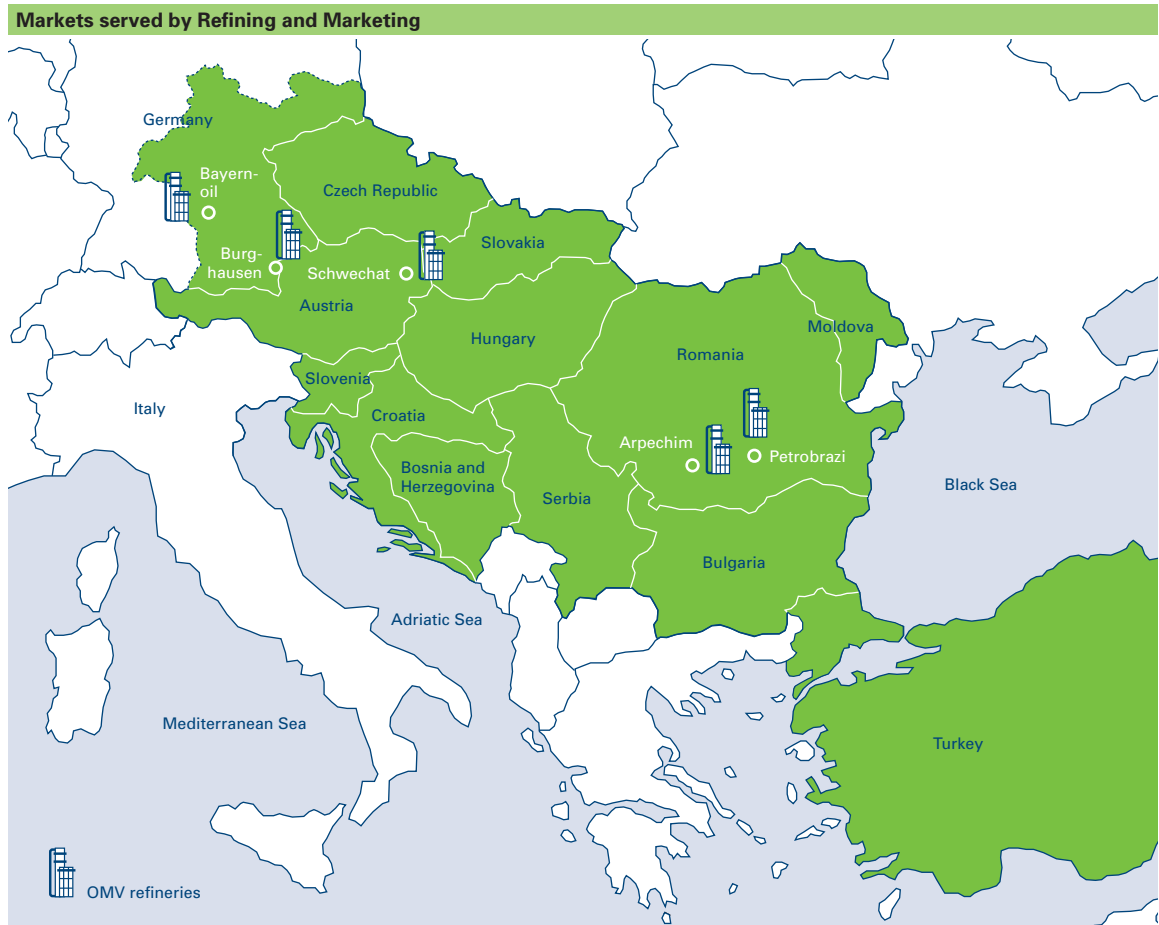 Markets served by Refining and Marketing
Germany
Bayern-
oil
Czech Republic
Slovakia
Burg-
hausen
Schwechat
Austria
Hungary
Moldova
Romania
Slovenia
Italy
Croatia
Arpechim
Petrobrazi
Bosnia and
Herzegovina
Serbia
Black Sea
Bulgaria
Adriatic Sea
Mediterranean Sea
Turkey
OMV refineries